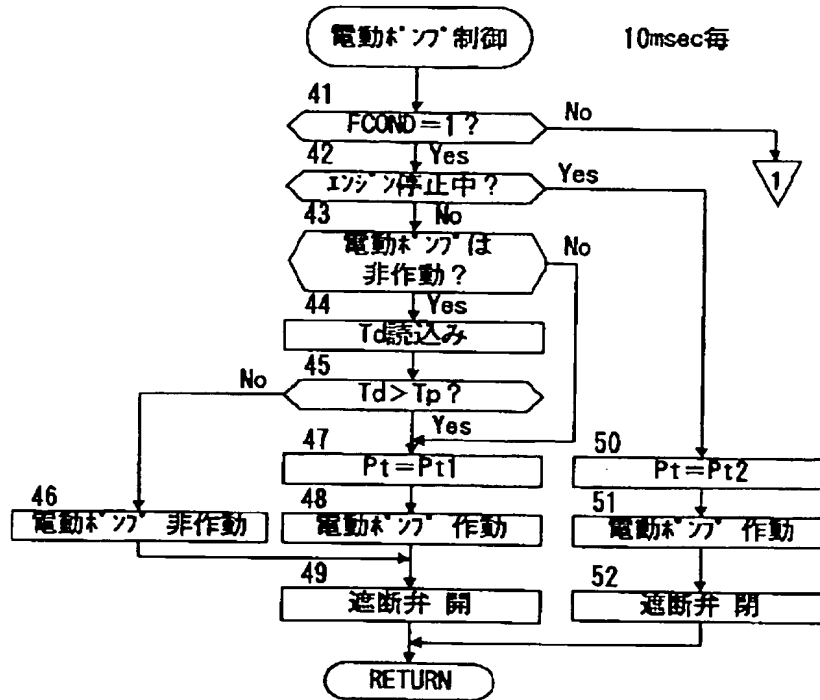 電動ﾎﾟﾝﾌﾟ制御
10msec毎
41
FCOND=1?
No
1
42
Yes
ｴﾝｼﾞﾝ停止中?
Yes
43
No
電動ﾎﾟﾝﾌﾟは
非作動?
No
44
Yes
Td読込み
45
Td>Tp?
No
Yes
47
Pt=Pt1
50
Pt=Pt2
46
電動ﾎﾟﾝﾌﾟ 非作動
48
電動ﾎﾟﾝﾌﾟ 作動
51
電動ﾎﾟﾝﾌﾟ 作動
49
遮断弁 開
52
遮断弁 閉
RETURN